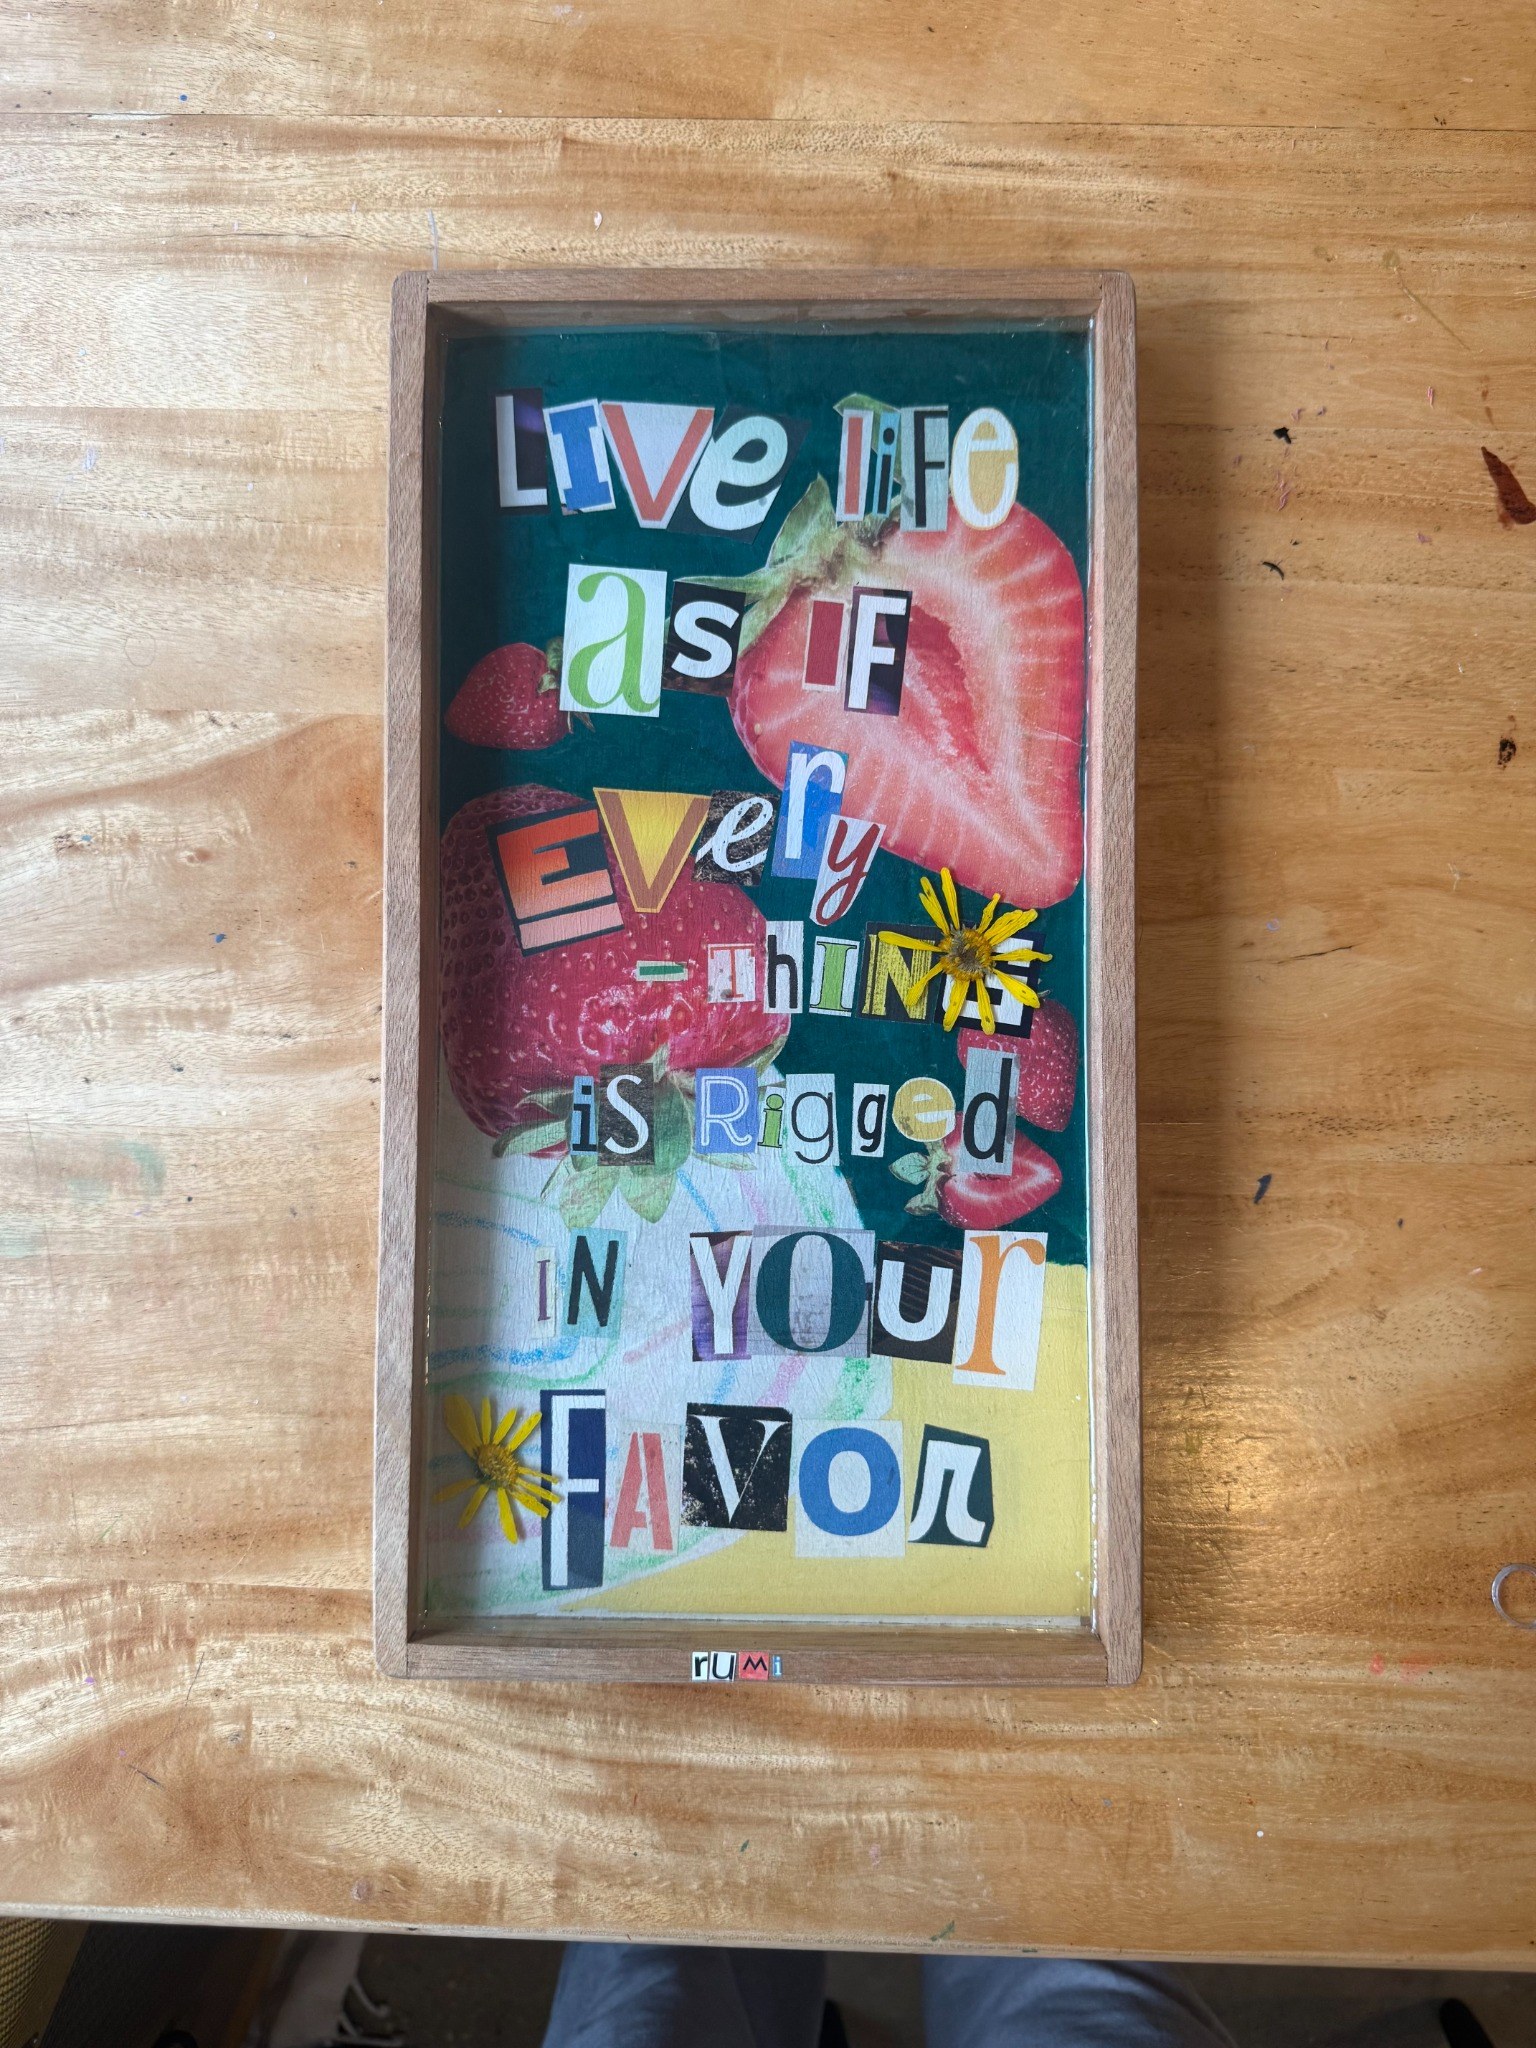 LIVe liFe
as IF
EVery
-ThING
iS Rigged
IN YOur
FAVOr
rumi